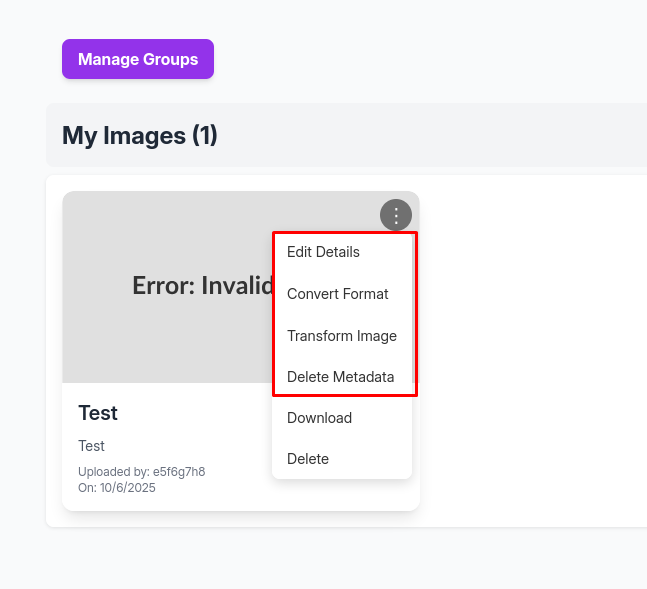 Manage Groups
My Images (1)
Error: Invalid
Edit Details
Convert Format
Transform Image
Delete Metadata
Download
Delete
Test
Test
Uploaded by: e5f6g7h8
On: 10/6/2025